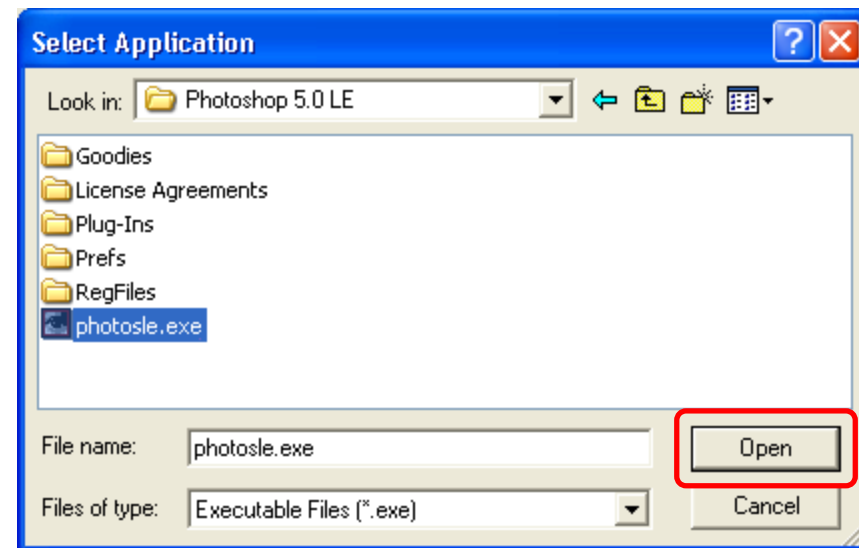 Select Application
Look in: Photoshop 5.0 LE
Goodies
License Agreements
Plug-Ins
Prefs
RegFiles
photosle.exe
File name: photosle.exe Open
Files of type: Executable Files (*.exe) Cancel